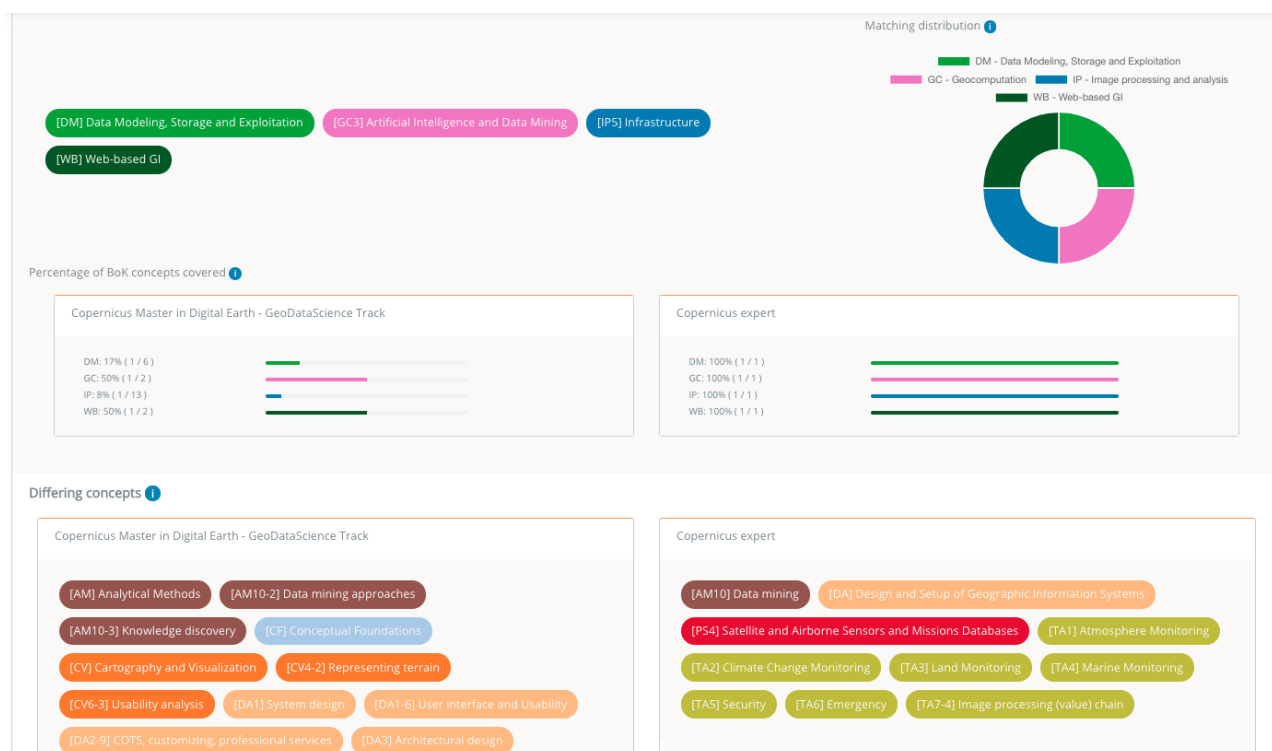 Matching distribution i
DM - Data Modeling, Storage and Exploitation
GC - Geocomputation IP - Image processing and analysis
WB - Web-based GI
[DM] Data Modeling, Storage and Exploitation [GC3] Artificial Intelligence and Data Mining [IP5] Infrastructure
[WB] Web-based GI
Percentage of BoK concepts covered i
Copernicus Master in Digital Earth - GeoDataScience Track
DM: 17% ( 1 / 6 )
GC: 50% ( 1 / 2 )
IP: 8% ( 1 / 13 )
WB: 50% ( 1 / 2 )
Copernicus expert
DM: 100% ( 1 / 1 )
GC: 100% ( 1 / 1 )
IP: 100% ( 1 / 1 )
WB: 100% ( 1 / 1 )
Differing concepts i
Copernicus Master in Digital Earth - GeoDataScience Track
[AM] Analytical Methods [AM10-2] Data mining approaches
[AM10-3] Knowledge discovery [CF] Conceptual Foundations
[CV] Cartography and Visualization [CV4-2] Representing terrain
[CV6-3] Usability analysis [DA1] System design [DA1-6] User interface and Usability
[DA2-9] COTS, customizing, professional services [DA3] Architectural design
Copernicus expert
[AM10] Data mining [DA] Design and Setup of Geographic Information Systems
[PS4] Satellite and Airborne Sensors and Missions Databases [TA1] Atmosphere Monitoring
[TA2] Climate Change Monitoring [TA3] Land Monitoring [TA4] Marine Monitoring
[TA5] Security [TA6] Emergency [TA7-4] Image processing (value) chain